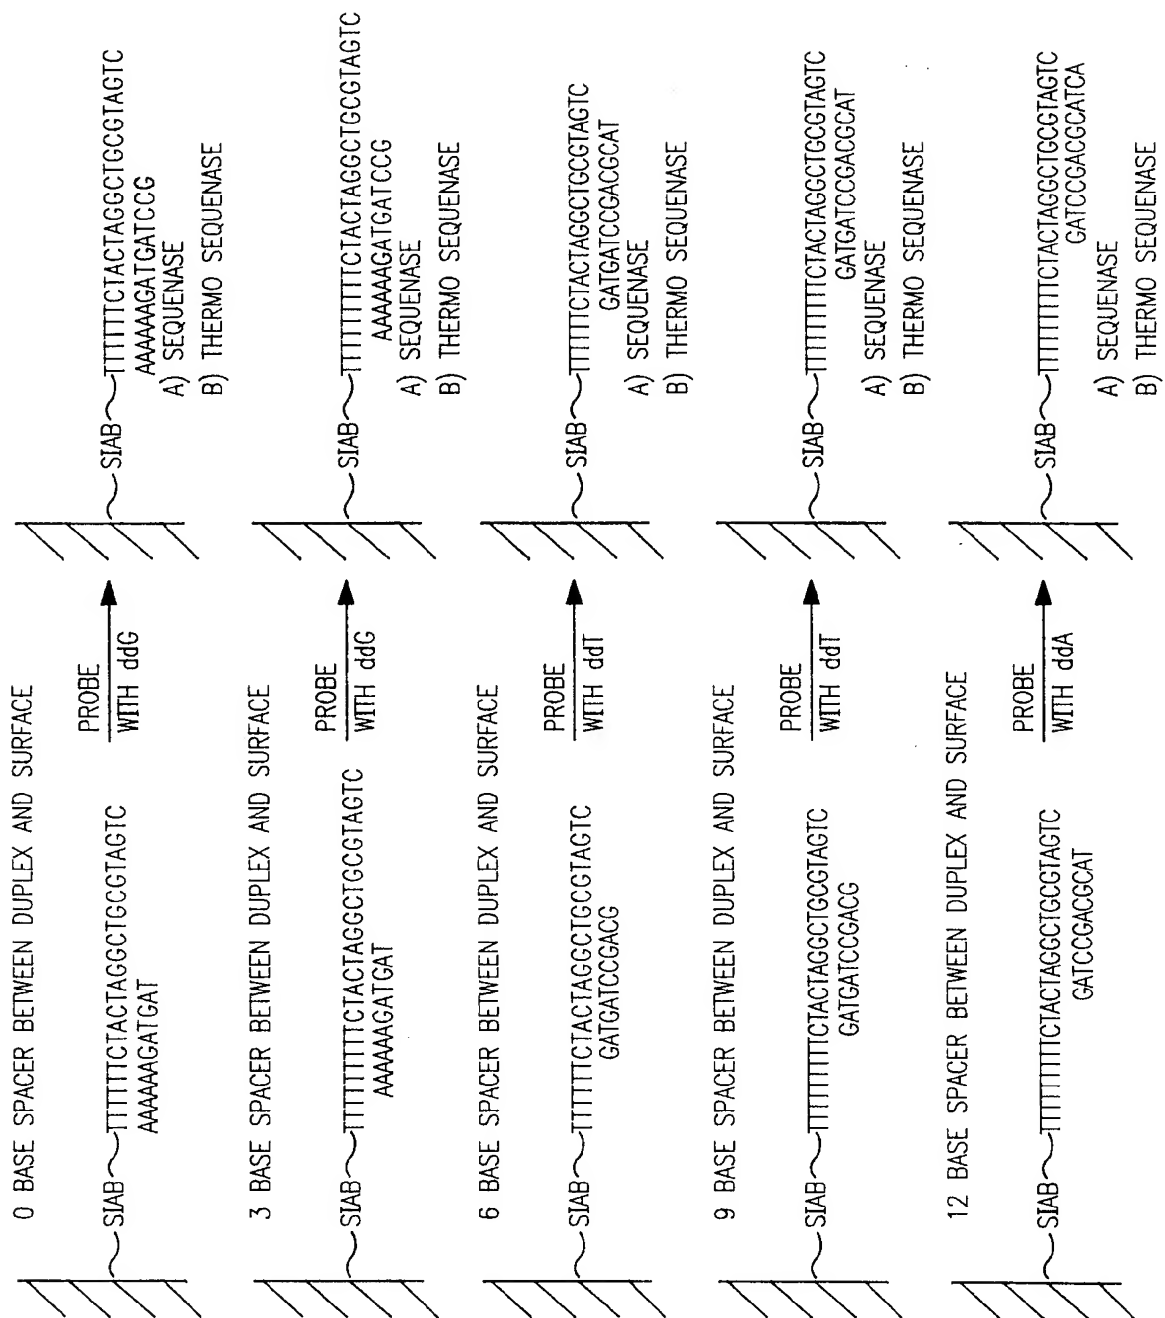 0 BASE SPACER BETWEEN DUPLEX AND SURFACE
SIAB
TTTTTTCTACTAGGCTGCGTAGTC
AAAAAAGATGAT
PROBE
WITH ddG
SIAB
TTTTTTCTACTAGGCTGCGTAGTC
AAAAAAGATGATCCG
A) SEQUENASE
B) THERMO SEQUENASE
3 BASE SPACER BETWEEN DUPLEX AND SURFACE
SIAB
TTTTTTTTTCTACTAGGCTGCGTAGTC
AAAAAGATGAT
PROBE
WITH ddG
SIAB
TTTTTTTTTCTACTAGGCTGCGTAGTC
AAAAAGATGATCCG
A) SEQUENASE
B) THERMO SEQUENASE
6 BASE SPACER BETWEEN DUPLEX AND SURFACE
SIAB
TTTTTTCTACTAGGCTGCGTAGTC
GATGATCCGACG
PROBE
WITH ddT
SIAB
TTTTTTCTACTAGGCTGCGTAGTC
GATGATCCGACGCAT
A) SEQUENASE
B) THERMO SEQUENASE
9 BASE SPACER BETWEEN DUPLEX AND SURFACE
SIAB
TTTTTTTTTCTACTAGGCTGCGTAGTC
GATGATCCGACG
PROBE
WITH ddT
SIAB
TTTTTTTTTCTACTAGGCTGCGTAGTC
GATGATCCGACGCAT
A) SEQUENASE
B) THERMO SEQUENASE
12 BASE SPACER BETWEEN DUPLEX AND SURFACE
SIAB
TTTTTTTTTCTACTAGGCTGCGTAGTC
GATCCGACGCAT
PROBE
WITH ddA
SIAB
TTTTTTTTTCTACTAGGCTGCGTAGTC
GATCCGACGCATCA
A) SEQUENASE
B) THERMO SEQUENASE